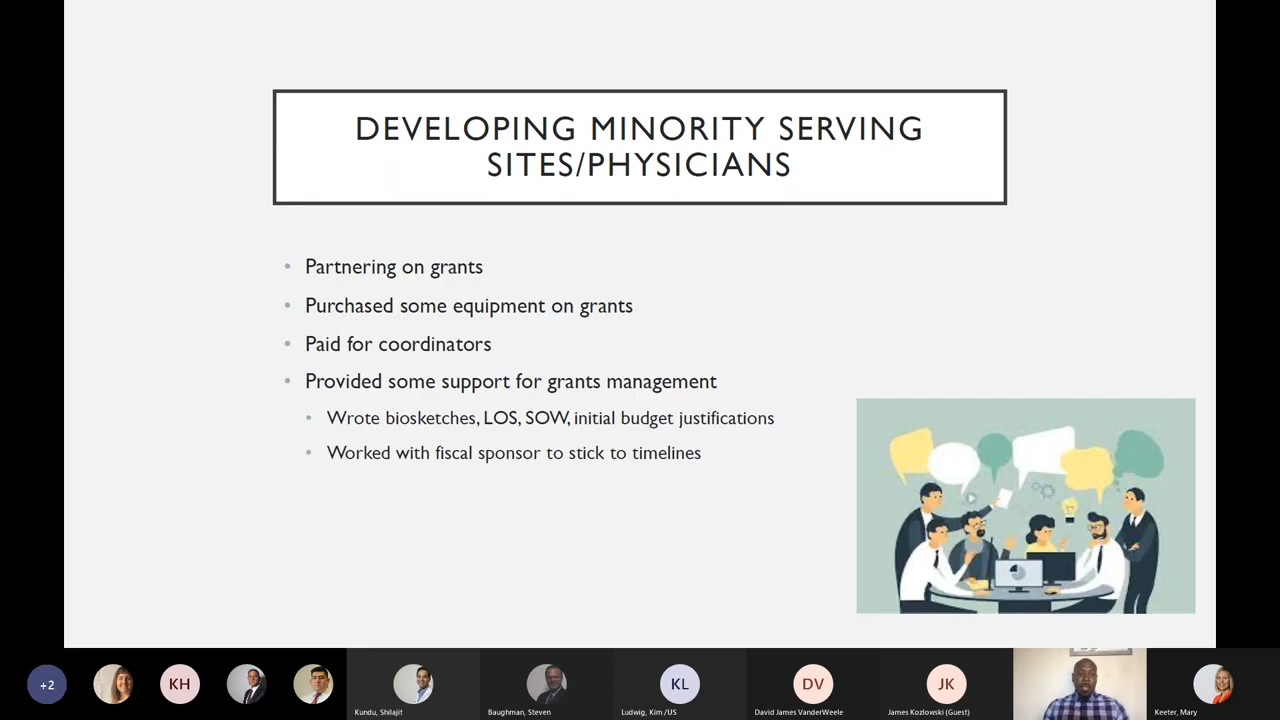 DEVELOPING MINORITY SERVING
SITES/PHYSICIANS
• Partnering on grants
• Purchased some equipment on grants
• Paid for coordinators
• Provided some support for grants management
• Wrote biosketches, LOS, SOW, initial budget justifications
• Worked with fiscal sponsor to stick to timelines
+2
KH
KL
DV
JK
Kundu, Shilajit
Baughman, Steven
Ludwig, Kim /US
David James VanderWeele
James Kozlowski (Guest)
Keeter, Mary